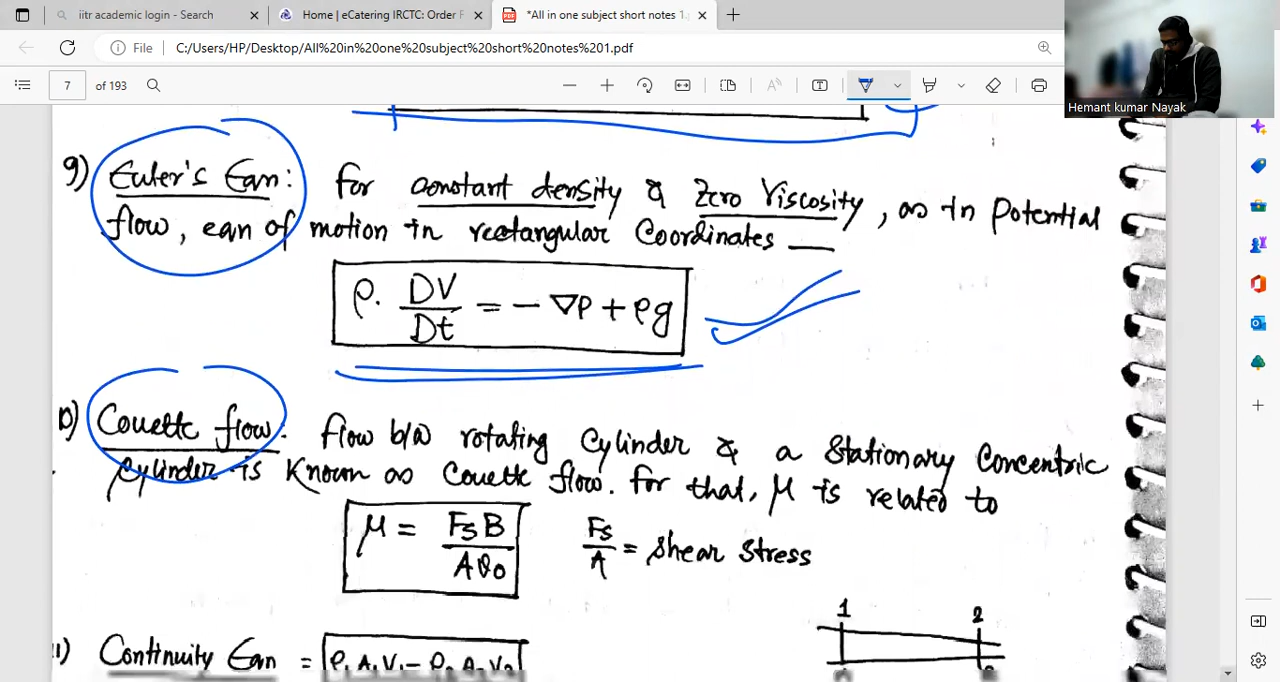 iitr academic login - Search
Home | eCatering IRCTC: Order F
*All in one subject short notes 1.p
File C:/Users/HP/Desktop/All%20in%20one%20subject%20short%20notes%201.pdf
7 of 193
Hemant kumar Nayak
9) Euler's Eqn: For constant density & Zero Viscosity, as in Potential
flow, eqn of motion in rectangular Coordinates —
ρ. DV/Dt = - ∇P + ρg
10) Couette flow: flow b/w rotating Cylinder & a Stationary Concentric
Cylinder is Known as Couette flow. For that, μ is related to
μ = FsB/Aϑ0 Fs/A = Shear Stress
1 2
11) Continuity Eqn = ρ1A1V1 = ρ2A2V2